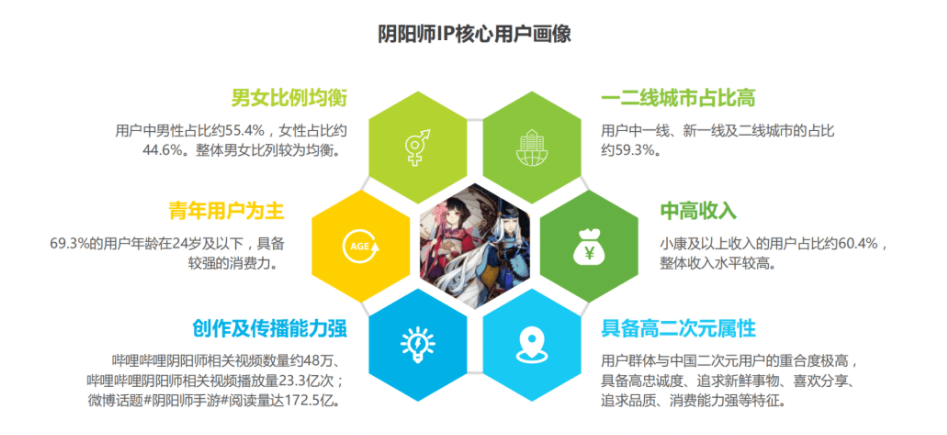 阴阳师IP核心用户画像
男女比例均衡
用户中男性占比约55.4%，女性占比约
44.6%。整体男女比列较为均衡。
一二线城市占比高
用户中一线、新一线及二线城市的占比
约59.3%。
青年用户为主
69.3%的用户年龄在24岁及以下，具备
较强的消费力。
AGE
中高收入
小康及以上收入的用户占比约60.4%，
整体收入水平较高。
¥
创作及传播能力强
哔哩哔哩阴阳师相关视频数量约48万、
哔哩哔哩阴阳师相关视频播放量23.3亿次；
微博话题#阴阳师手游#阅读量达172.5亿。
具备高二次元属性
用户群体与中国二次元用户的重合度极高，
具备高忠诚度、追求新鲜事物、喜欢分享、
追求品质、消费能力强等特征。